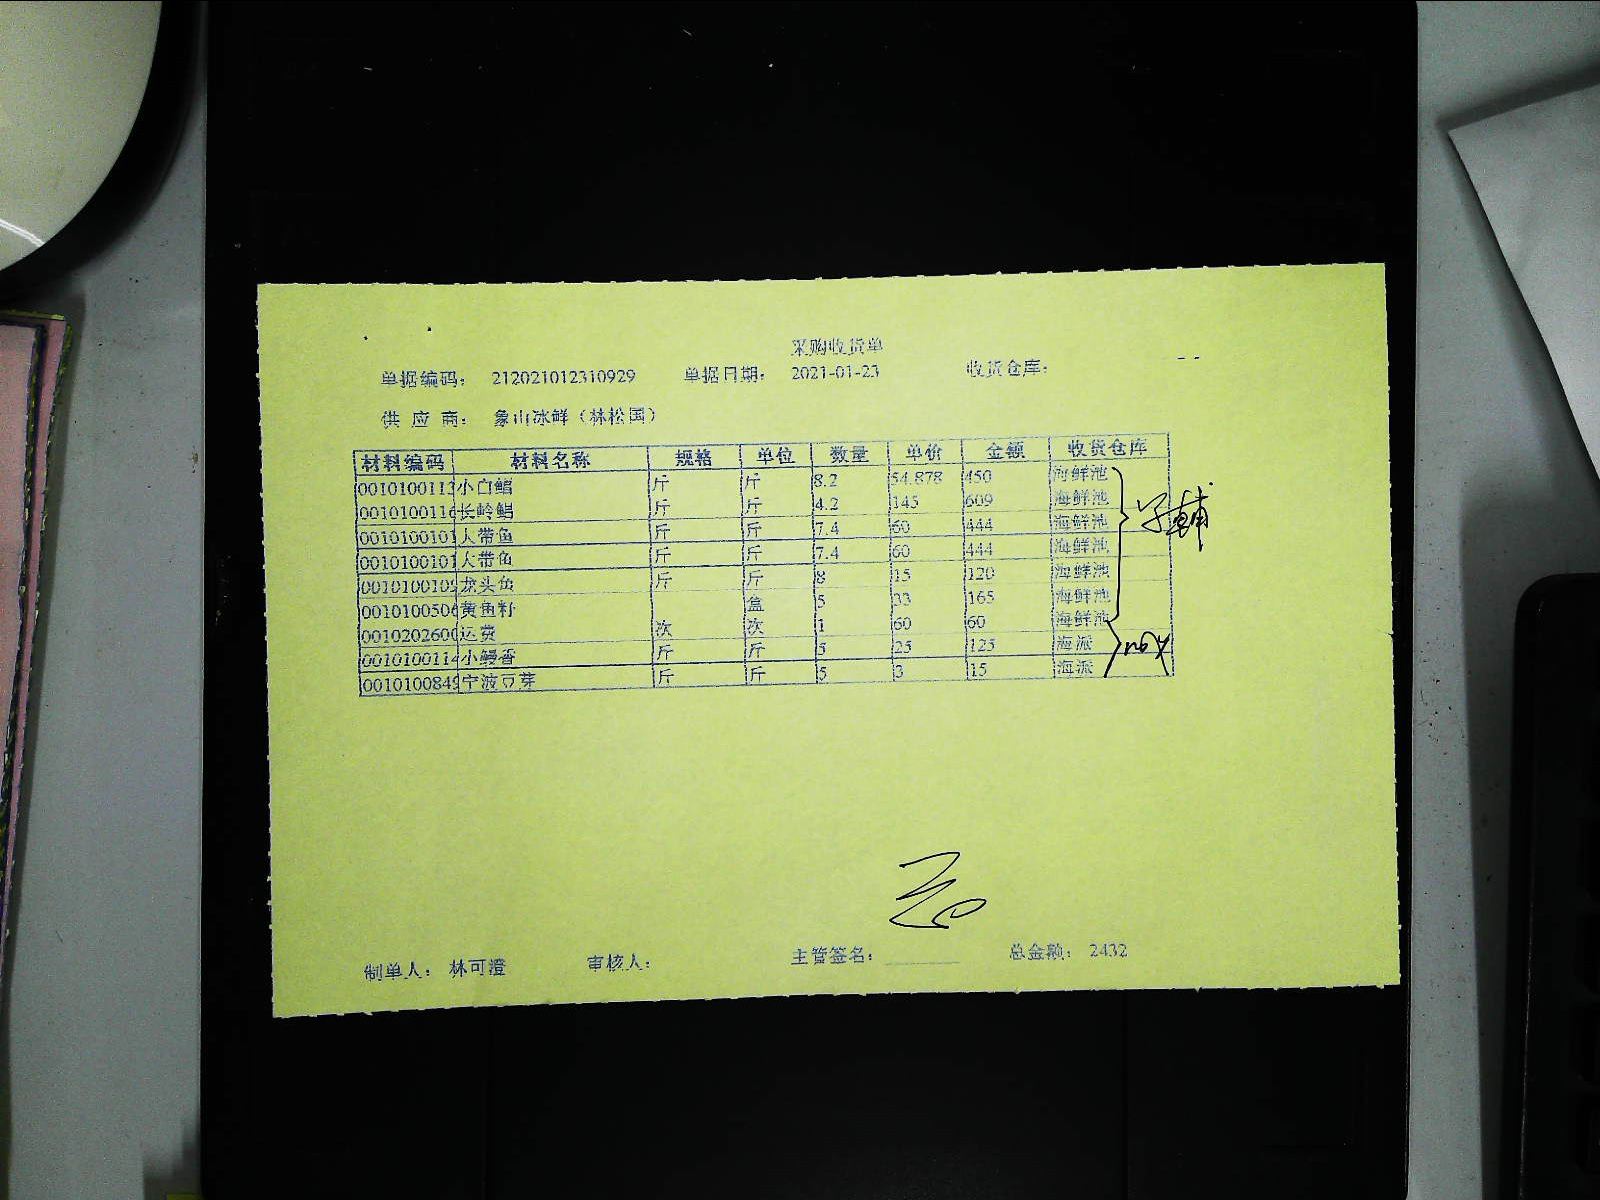 采购收货单
单据编码: 212021012310929 单据日期: 2021-01-23 收货仓库:
供 应 商: 象山冰鲜（林松国）
材料编码 材料名称 规格 单位 数量 单价 金额 收货仓库
001010011 小白鲳 斤 斤 8.2 54.878 450 海鲜池
001010011 长岭鲳 斤 斤 4.2 145 609 海鲜池
001010010 大带鱼 斤 斤 7.4 60 444 海鲜池
001010010 大带鱼 斤 斤 7.4 60 444 海鲜池
001010010 龙头鱼 斤 斤 8 15 120 海鲜池
001010050 黄鱼籽 盒 5 33 165 海鲜池
001020260 运费 次 次 1 60 60 海鲜池
001010011 小鳗香 斤 斤 5 25 125 海派
001010084 宁波豆芽 斤 斤 5 3 15 海派
制单人: 林可澄 审核人: 主管签名: 总金额: 2432